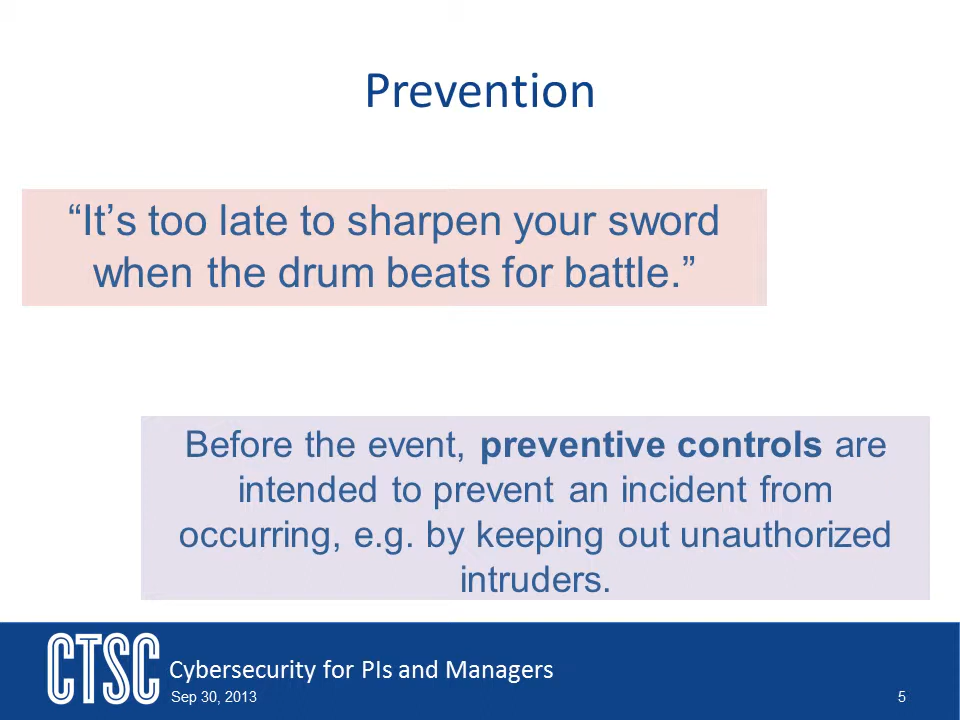 Prevention
“It’s too late to sharpen your sword
when the drum beats for battle.”
Before the event, preventive controls are
intended to prevent an incident from
occurring, e.g. by keeping out unauthorized
intruders.
CTSC
Cybersecurity for PIs and Managers
Sep 30, 2013
5